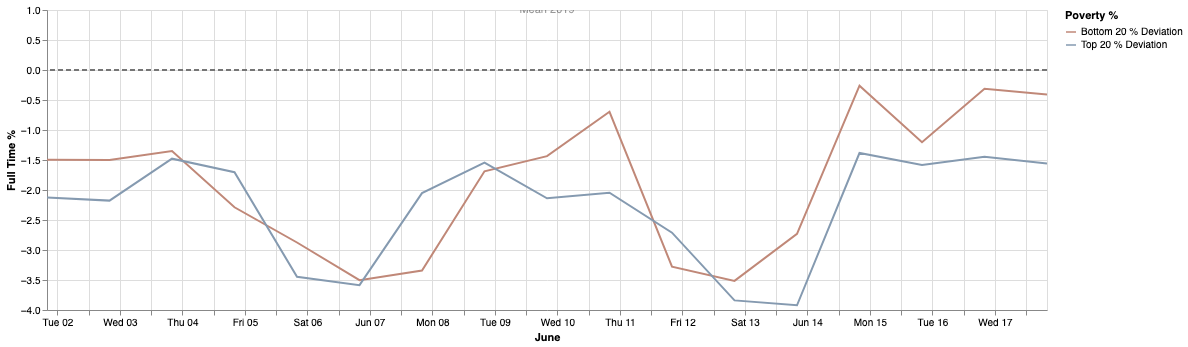 Mean 2019
Poverty %
Bottom 20 % Deviation
Top 20 % Deviation
Full Time %
1.0
0.5
0.0
−0.5
−1.0
−1.5
−2.0
−2.5
−3.0
−3.5
−4.0
Tue 02 Wed 03 Thu 04 Fri 05 Sat 06 Jun 07 Mon 08 Tue 09 Wed 10 Thu 11 Fri 12 Sat 13 Jun 14 Mon 15 Tue 16 Wed 17
June